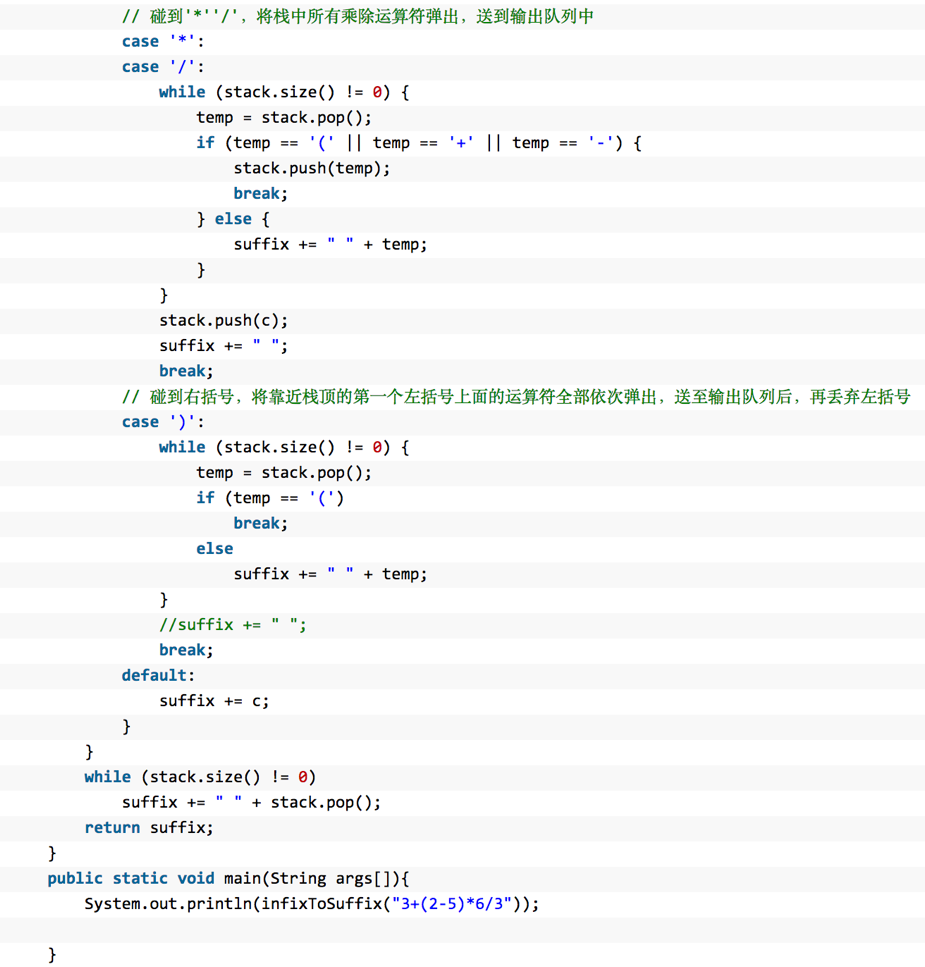 // 碰到'*''/'，将栈中所有乘除运算符弹出，送到输出队列中
case '*':
case '/':
while (stack.size() != 0) {
temp = stack.pop();
if (temp == '(' || temp == '+' || temp == '-') {
stack.push(temp);
break;
} else {
suffix += " " + temp;
}
}
stack.push(c);
suffix += " ";
break;
// 碰到右括号，将靠近栈顶的第一个左括号上面的运算符全部依次弹出，送至输出队列后，再丢弃左括号
case ')':
while (stack.size() != 0) {
temp = stack.pop();
if (temp == '(')
break;
else
suffix += " " + temp;
}
//suffix += " ";
break;
default:
suffix += c;
}
}
while (stack.size() != 0)
suffix += " " + stack.pop();
return suffix;
}
public static void main(String args[]){
System.out.println(infixToSuffix("3+(2-5)*6/3"));
}